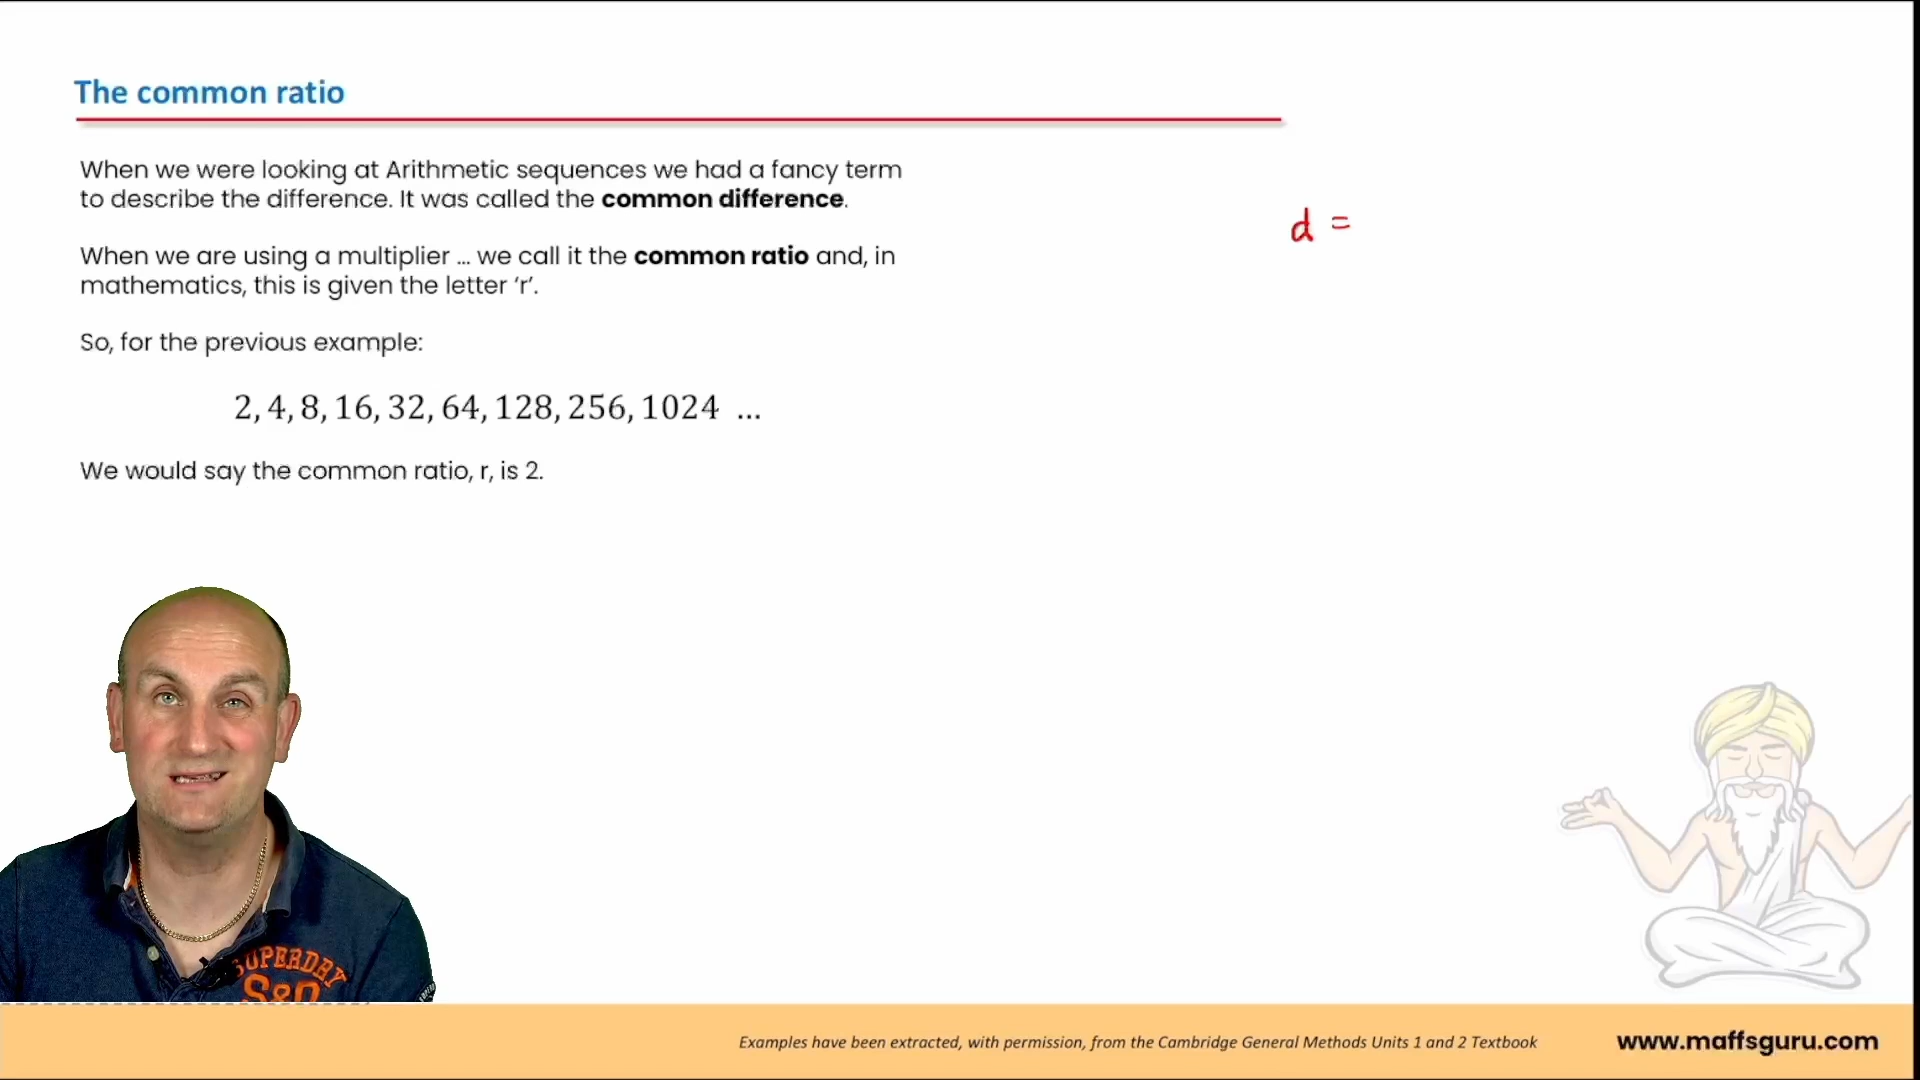 The common ratio
When we were looking at Arithmetic sequences we had a fancy term
to describe the difference. It was called the common difference.
d =
When we are using a multiplier ... we call it the common ratio and, in
mathematics, this is given the letter ‘r’.
So, for the previous example:
2, 4, 8, 16, 32, 64, 128, 256, 1024 ...
We would say the common ratio, r, is 2.
SUPERDRY
S&D
Examples have been extracted, with permission, from the Cambridge General Methods Units 1 and 2 Textbook
www.maffsguru.com